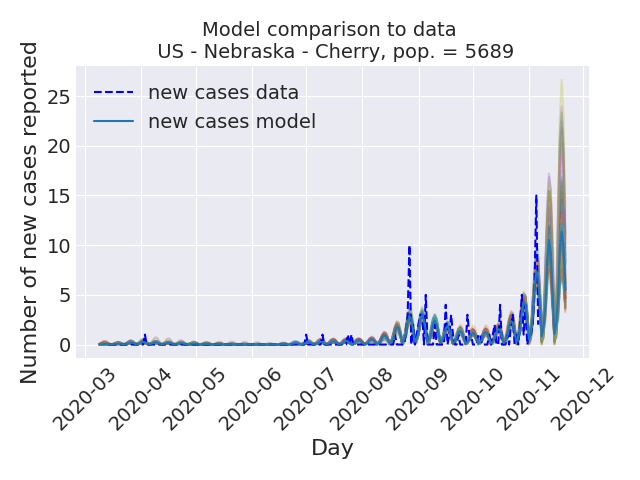 Model comparison to data
US - Nebraska - Cherry, pop. = 5689
Number of new cases reported
25
20
15
10
5
0
new cases data
new cases model
2020-03
2020-04
2020-05
2020-06
2020-07
2020-08
2020-09
2020-10
2020-11
2020-12
Day